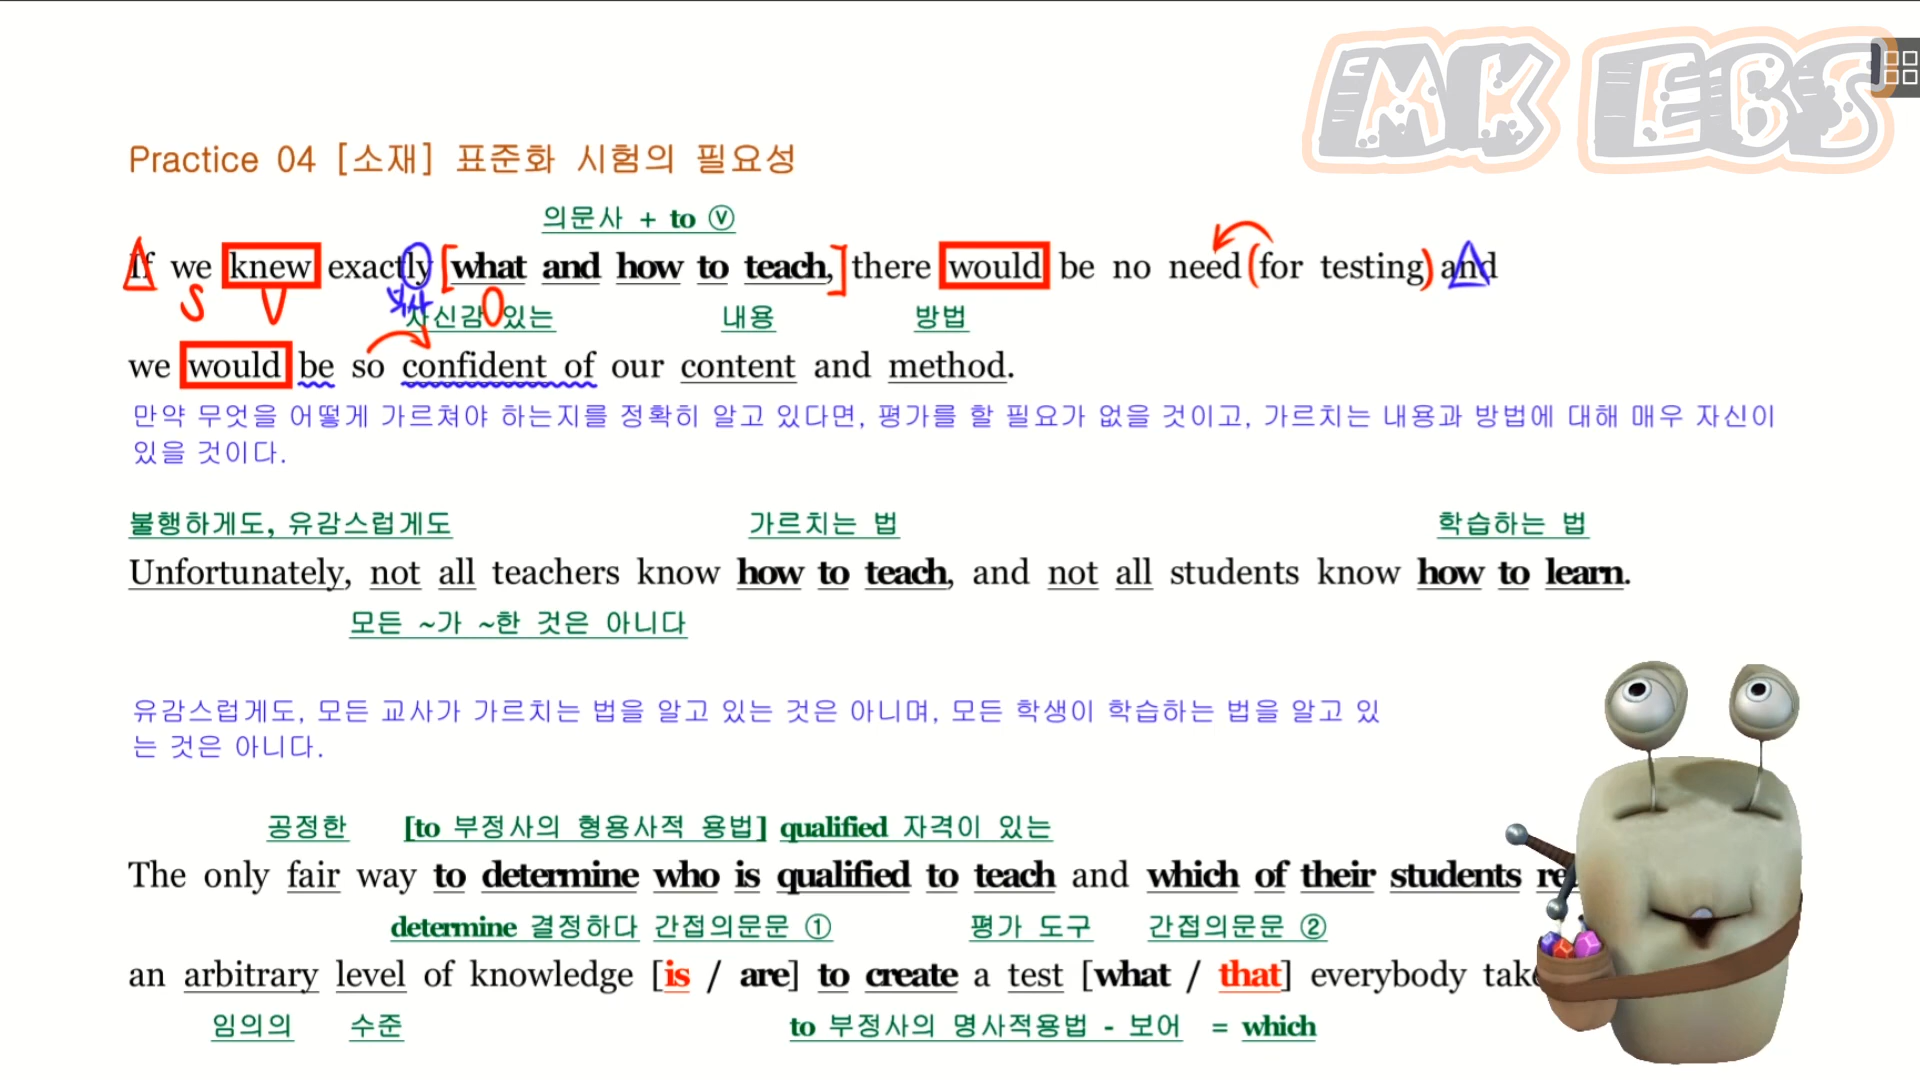 MK EBS
Practice 04 [소재] 표준화 시험의 필요성
의문사 + to ⓥ
If we knew exactly [what and how to teach,] there would be no need (for testing) and
S V O
자신감 있는 내용 방법
we would be so confident of our content and method.
만약 무엇을 어떻게 가르쳐야 하는지를 정확히 알고 있다면, 평가를 할 필요가 없을 것이고, 가르치는 내용과 방법에 대해 매우 자신이
있을 것이다.
불행하게도, 유감스럽게도 가르치는 법 학습하는 법
Unfortunately, not all teachers know how to teach, and not all students know how to learn.
모든 ~가 ~한 것은 아니다
유감스럽게도, 모든 교사가 가르치는 법을 알고 있는 것은 아니며, 모든 학생이 학습하는 법을 알고 있
는 것은 아니다.
공정한 [to 부정사의 형용사적 용법] qualified 자격이 있는
The only fair way to determine who is qualified to teach and which of their students
determine 결정하다 간접의문문 ① 평가 도구 간접의문문 ②
an arbitrary level of knowledge [is / are] to create a test [what / that] everybody
임의의 수준 to 부정사의 명사적용법 - 보어 = which